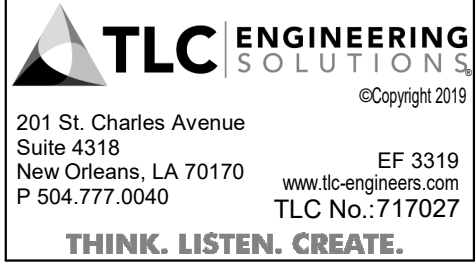 TLC ENGINEERING
SOLUTIONS®
©Copyright 2019
201 St. Charles Avenue
Suite 4318
New Orleans, LA 70170
P 504.777.0040
EF 3319
www.tlc-engineers.com
TLC No.:717027
THINK. LISTEN. CREATE.